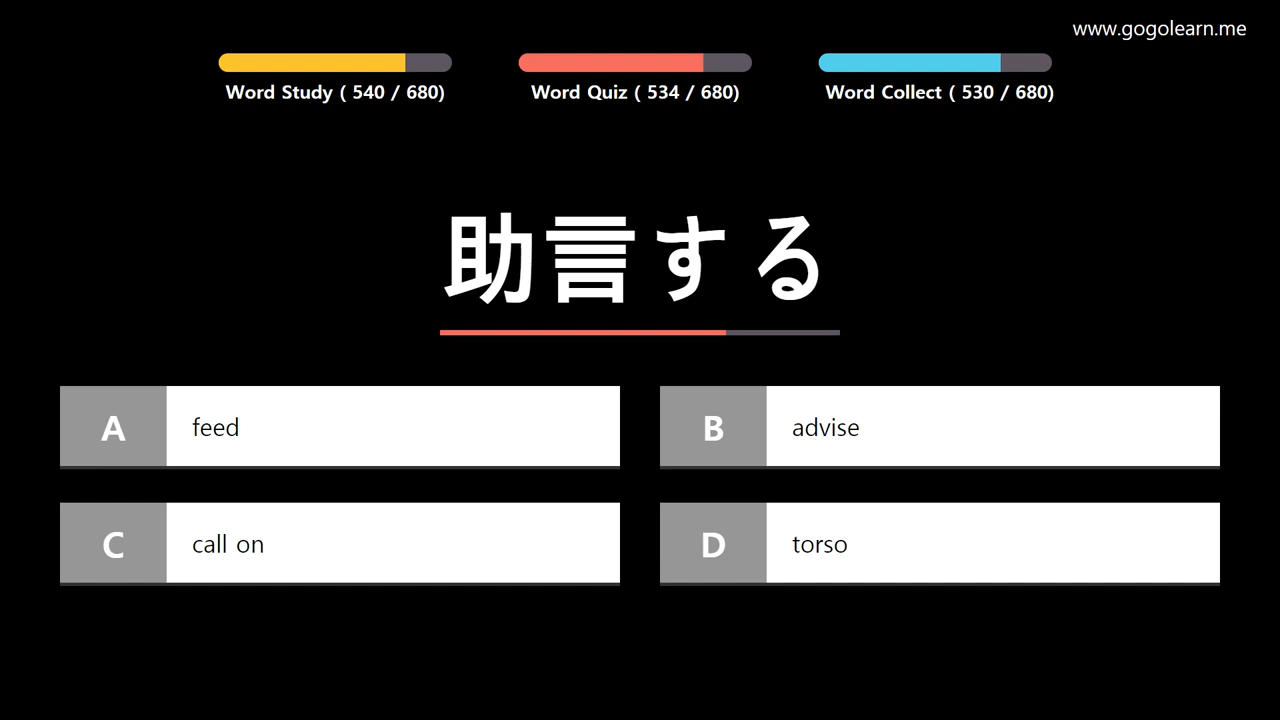 www.gogolearn.me
Word Study ( 540 / 680)
Word Quiz ( 534 / 680)
Word Collect ( 530 / 680)
助言する
A feed
B advise
C call on
D torso